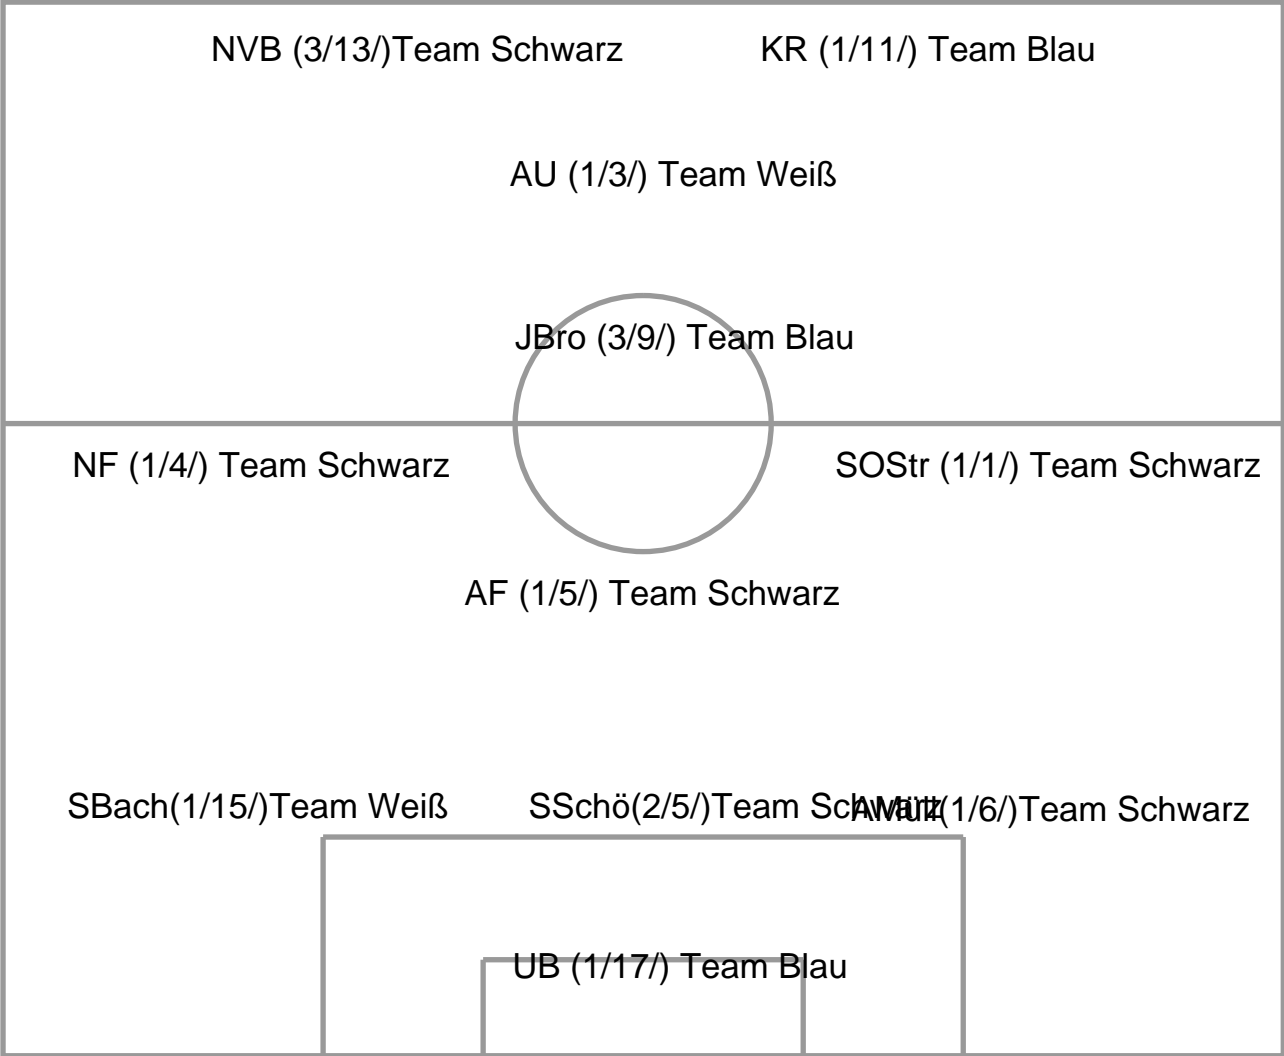 NVB (3/13/)Team Schwarz
KR (1/11/) Team Blau
AU (1/3/) Team Weiß
JBro (3/9/) Team Blau
NF (1/4/) Team Schwarz
SOStr (1/1/) Team Schwarz
AF (1/5/) Team Schwarz
SBach(1/15/)Team Weiß
SSchö(2/5/)Team Schwarz
AMüll(1/6/)Team Schwarz
UB (1/17/) Team Blau